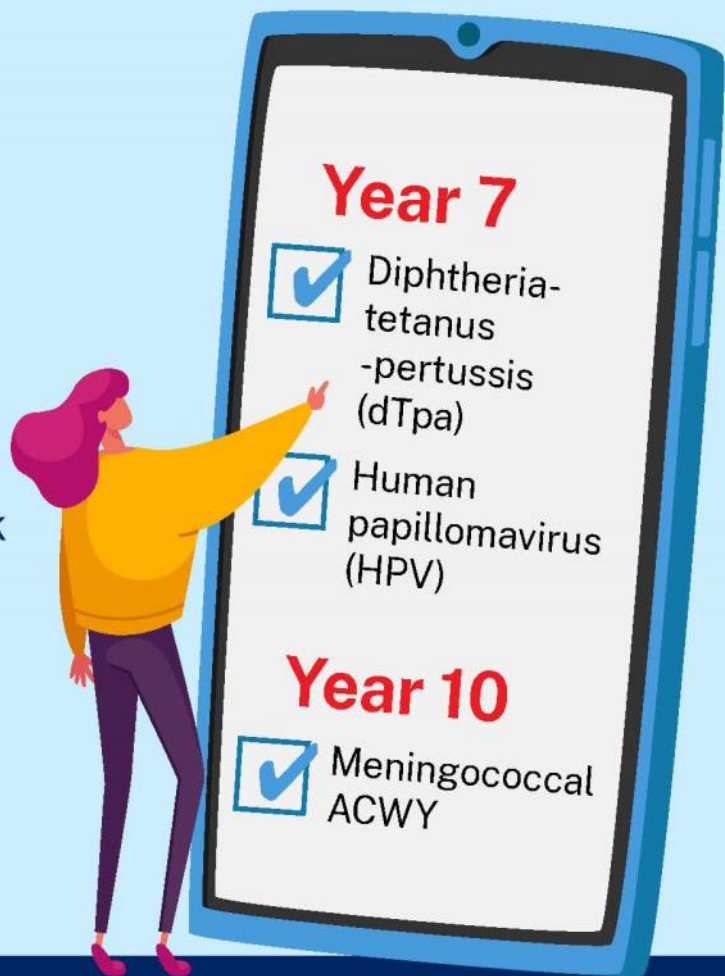 Year 7
Diphtheria-
tetanus
-pertussis
(dTpa)
Human
papillomavirus
(HPV)
Year 10
Meningococcal
ACWY